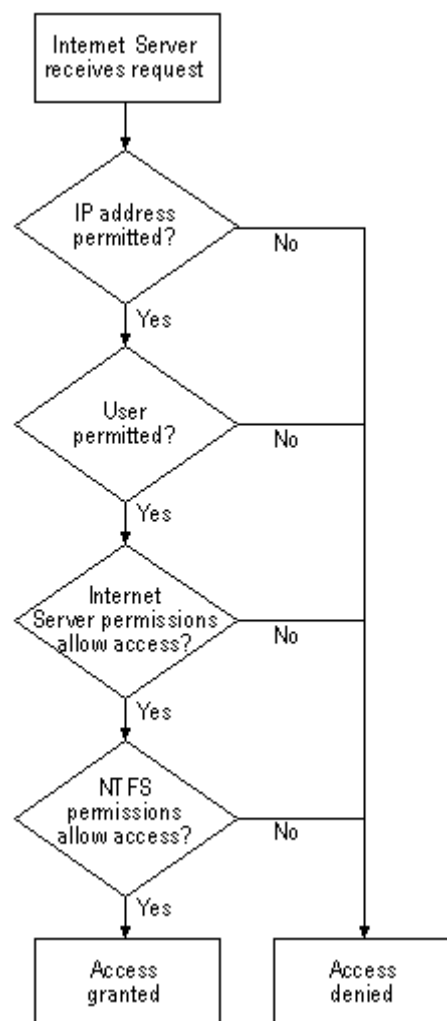 Internet Server
receives request
IP address
permitted?
No
Yes
User
permitted?
No
Yes
Internet
Server permissions
allow access?
No
Yes
NTFS
permissions
allow access?
No
Yes
Access
granted
Access
denied